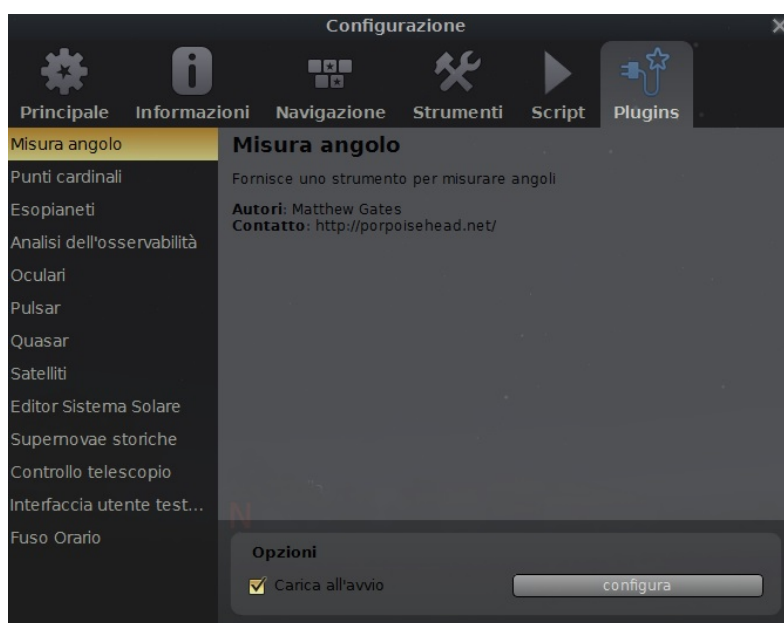 Configurazione
Principale Informazioni Navigazione Strumenti Script Plugins
Misura angolo
Punti cardinali
Esopianeti
Analisi dell'osservabilità
Oculari
Pulsar
Quasar
Satelliti
Editor Sistema Solare
Supernovae storiche
Controllo telescopio
Interfaccia utente test...
Fuso Orario
Misura angolo
Fornisce uno strumento per misurare angoli
Autori: Matthew Gates
Contatto: http://porpoisehead.net/
N
Opzioni
Carica all'avvio
configura